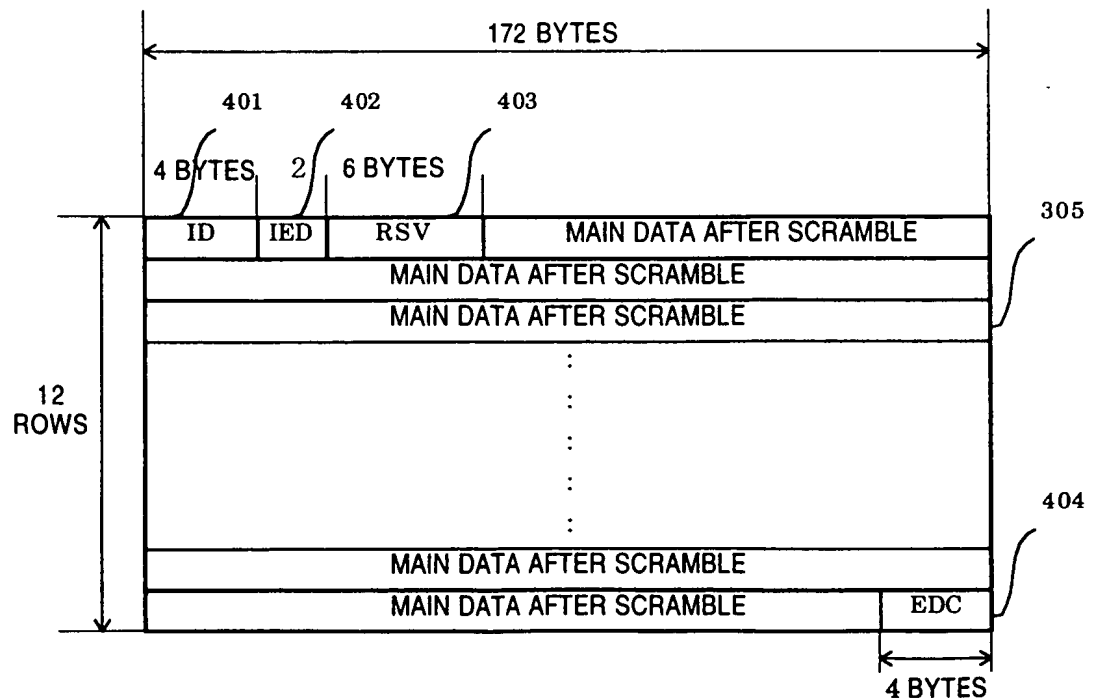 172 BYTES
401 402 403
4 BYTES 2 6 BYTES
305
ID IED RSV MAIN DATA AFTER SCRAMBLE
MAIN DATA AFTER SCRAMBLE
MAIN DATA AFTER SCRAMBLE
12
ROWS
404
MAIN DATA AFTER SCRAMBLE
MAIN DATA AFTER SCRAMBLE EDC
4 BYTES